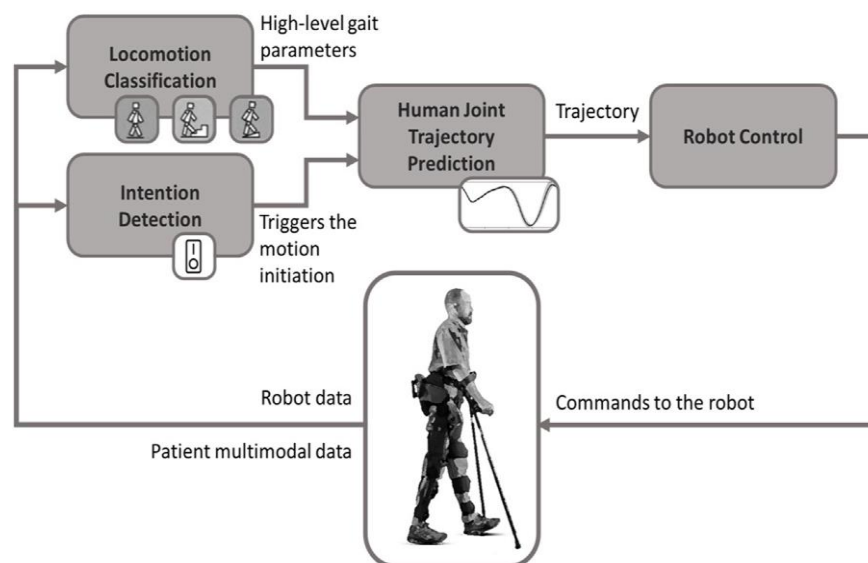 High-level gait
parameters
Locomotion
Classification
Human Joint
Trajectory
Prediction
Trajectory
Robot Control
Intention
Detection
Triggers the
motion
initiation
I
O
Robot data
Patient multimodal data
Commands to the robot